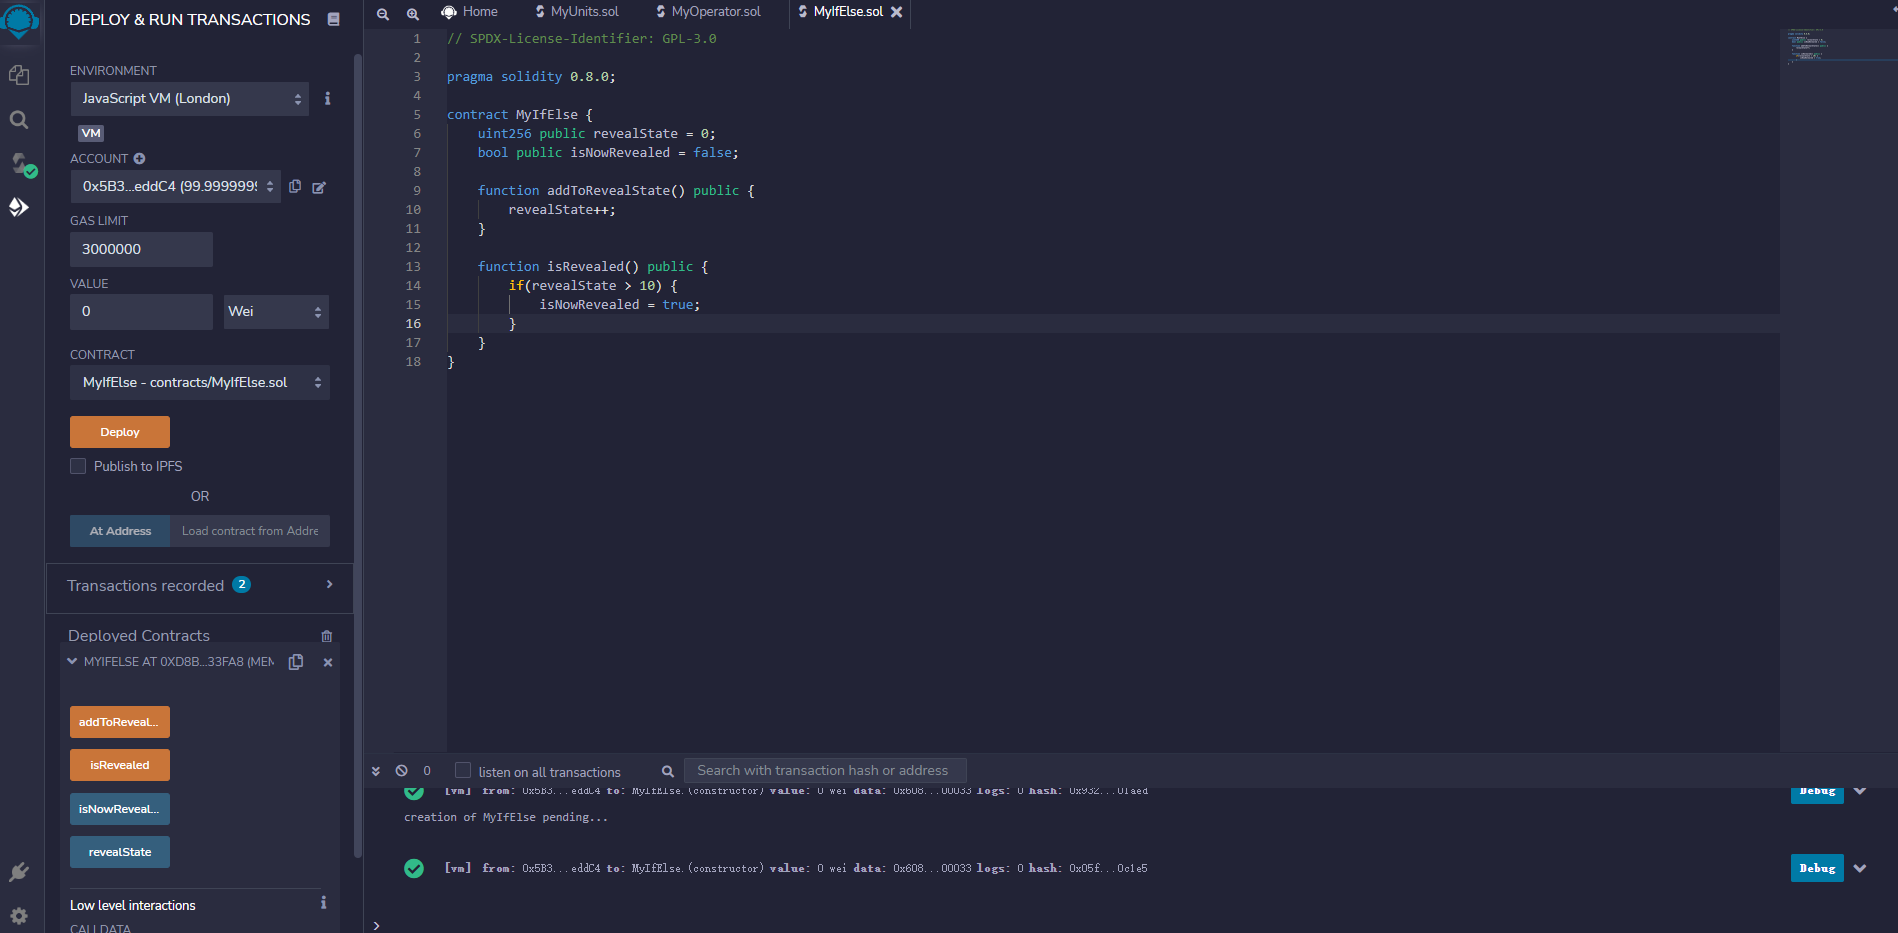 DEPLOY & RUN TRANSACTIONS
ENVIRONMENT
JavaScript VM (London)
VM
ACCOUNT
0x5B3...eddC4 (99.9999999
GAS LIMIT
3000000
VALUE
0
Wei
CONTRACT
MyIfElse - contracts/MyIfElse.sol
Deploy
Publish to IPFS
OR
At Address
Load contract from Addre
Transactions recorded 2
Deployed Contracts
MYIFELSE AT 0XD8B...33FA8 (MEM
addToReveal...
isRevealed
isNowReveal...
revealState
Low level interactions
CALLDATA
Home
MyUnits.sol
MyOperator.sol
MyIfElse.sol
1 // SPDX-License-Identifier: GPL-3.0
2
3 pragma solidity 0.8.0;
4
5 contract MyIfElse {
6 uint256 public revealState = 0;
7 bool public isNowRevealed = false;
8
9 function addToRevealState() public {
10 revealState++;
11 }
12
13 function isRevealed() public {
14 if(revealState > 10) {
15 isNowRevealed = true;
16 }
17 }
18 }
0
listen on all transactions
Search with transaction hash or address
[vm] from: 0x5B3...eddC4 to: MyIfElse.(constructor) value: 0 wei data: 0x608...00033 logs: 0 hash: 0x932...01aed
Debug
creation of MyIfElse pending...
[vm] from: 0x5B3...eddC4 to: MyIfElse.(constructor) value: 0 wei data: 0x608...00033 logs: 0 hash: 0x05f...0c1e5
Debug
>